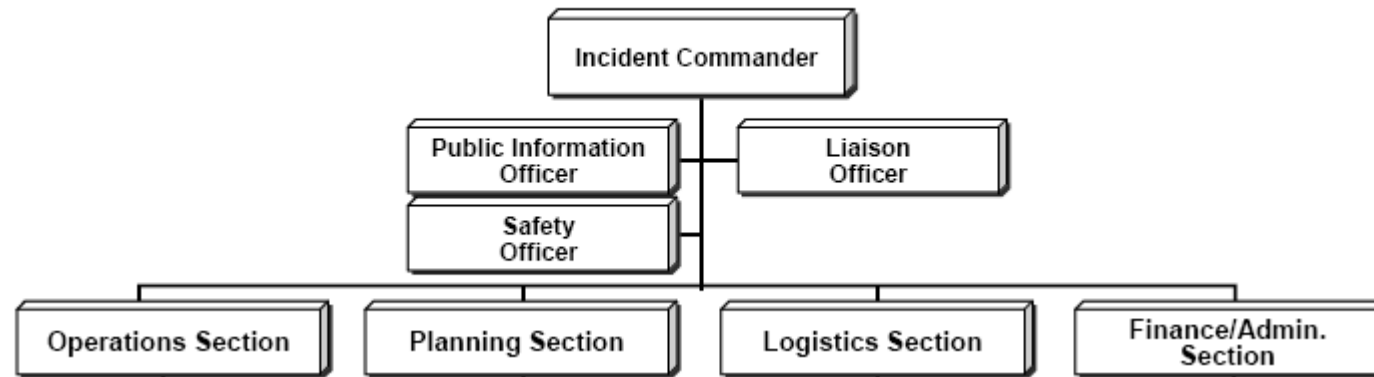 Incident Commander
Public Information
Officer
Liaison
Officer
Safety
Officer
Operations Section
Planning Section
Logistics Section
Finance/Admin.
Section